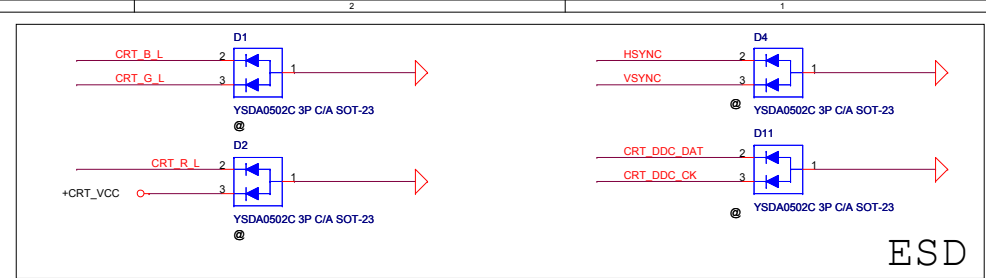 2 1
D1
CRT_B_L 2
1
CRT_G_L 3
YSDA0502C 3P C/A SOT-23
@
D2
CRT_R_L 2
1
+CRT_VCC 3
YSDA0502C 3P C/A SOT-23
@
D4
HSYNC 2
1
VSYNC 3
YSDA0502C 3P C/A SOT-23
@
D11
CRT_DDC_DAT 2
1
CRT_DDC_CK 3
YSDA0502C 3P C/A SOT-23
@
ESD